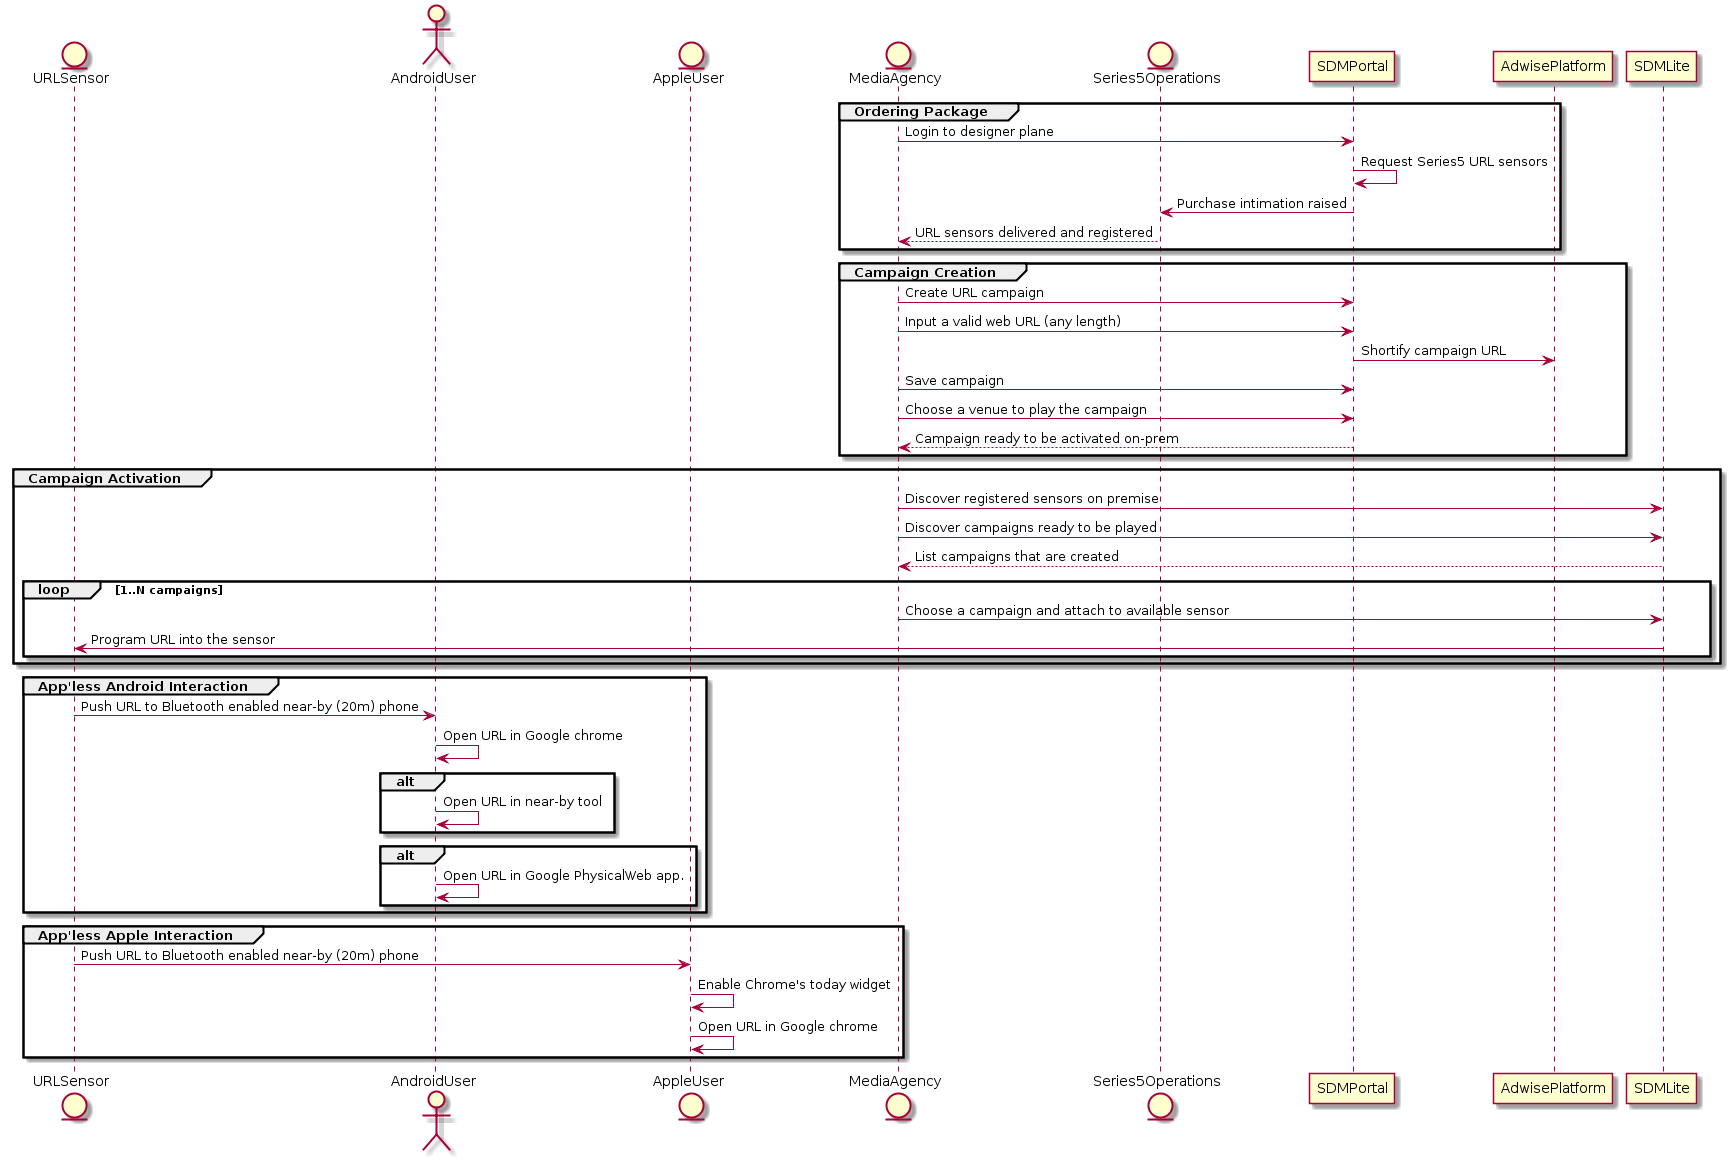 URLSensor
AndroidUser
AppleUser
MediaAgency
Series5Operations
SDMPortal
AdwisePlatform
SDMLite
Ordering Package
Login to designer plane
Request Series5 URL sensors
Purchase intimation raised
URL sensors delivered and registered
Campaign Creation
Create URL campaign
Input a valid web URL (any length)
Shortify campaign URL
Save campaign
Choose a venue to play the campaign
Campaign ready to be activated on-prem
Campaign Activation
Discover registered sensors on premise
Discover campaigns ready to be played
List campaigns that are created
loop [1..N campaigns]
Choose a campaign and attach to available sensor
Program URL into the sensor
App'less Android Interaction
Push URL to Bluetooth enabled near-by (20m) phone
Open URL in Google chrome
alt
Open URL in near-by tool
alt
Open URL in Google PhysicalWeb app.
App'less Apple Interaction
Push URL to Bluetooth enabled near-by (20m) phone
Enable Chrome's today widget
Open URL in Google chrome
URLSensor
AndroidUser
AppleUser
MediaAgency
Series5Operations
SDMPortal
AdwisePlatform
SDMLite